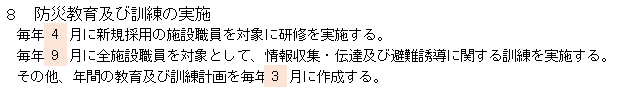 ８　防災教育及び訓練の実施
毎年 4 月に新規採用の施設職員を対象に研修を実施する。
毎年 9 月に全施設職員を対象として、情報収集・伝達及び避難誘導に関する訓練を実施する。
その他、年間の教育及び訓練計画を毎年 3 月に作成する。